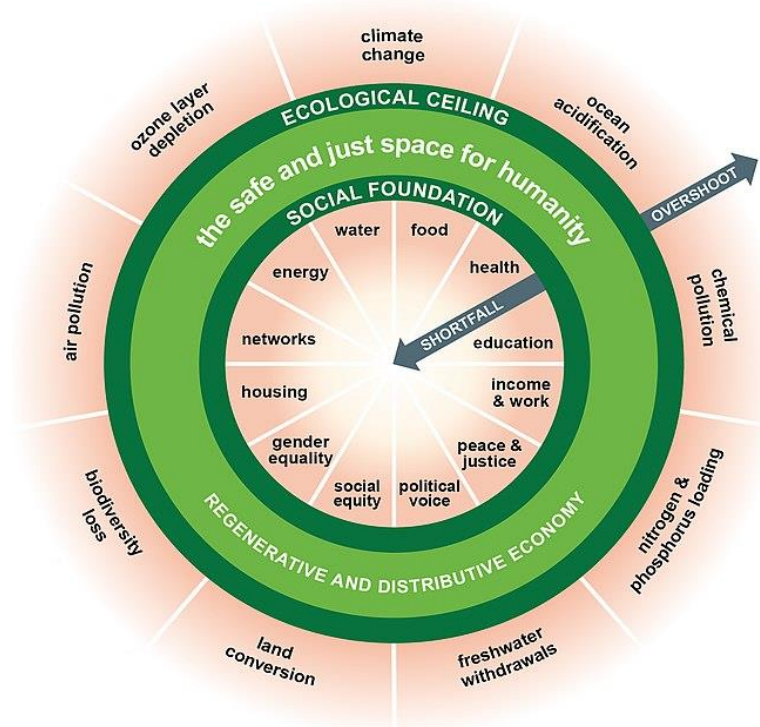 climate
change
ozone layer
depletion
ocean
acidification
ECOLOGICAL CEILING
the safe and just space for humanity
OVERSHOOT
SOCIAL FOUNDATION
water
food
energy
health
air pollution
chemical
pollution
SHORTFALL
networks
education
housing
income
& work
gender
equality
peace &
justice
social
equity
political
voice
biodiversity
loss
REGENERATIVE AND DISTRIBUTIVE ECONOMY
nitrogen &
phosphorus loading
land
conversion
freshwater
withdrawals